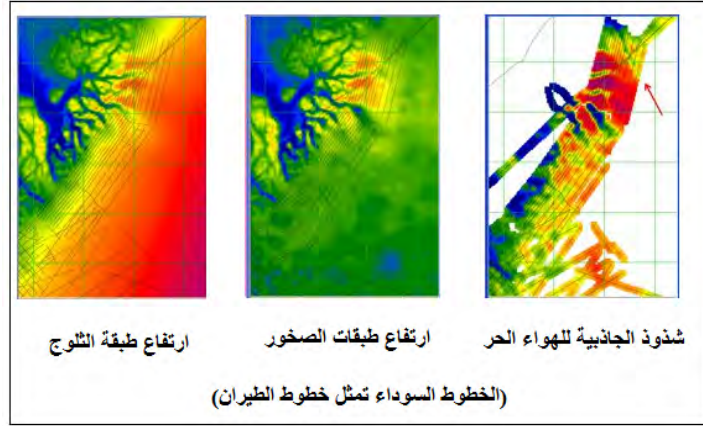 شذوذ الجاذبية للهواء الحر
ارتفاع طبقات الصخور
ارتفاع طبقة الثلوج
(الخطوط السوداء تمثل خطوط الطيران)